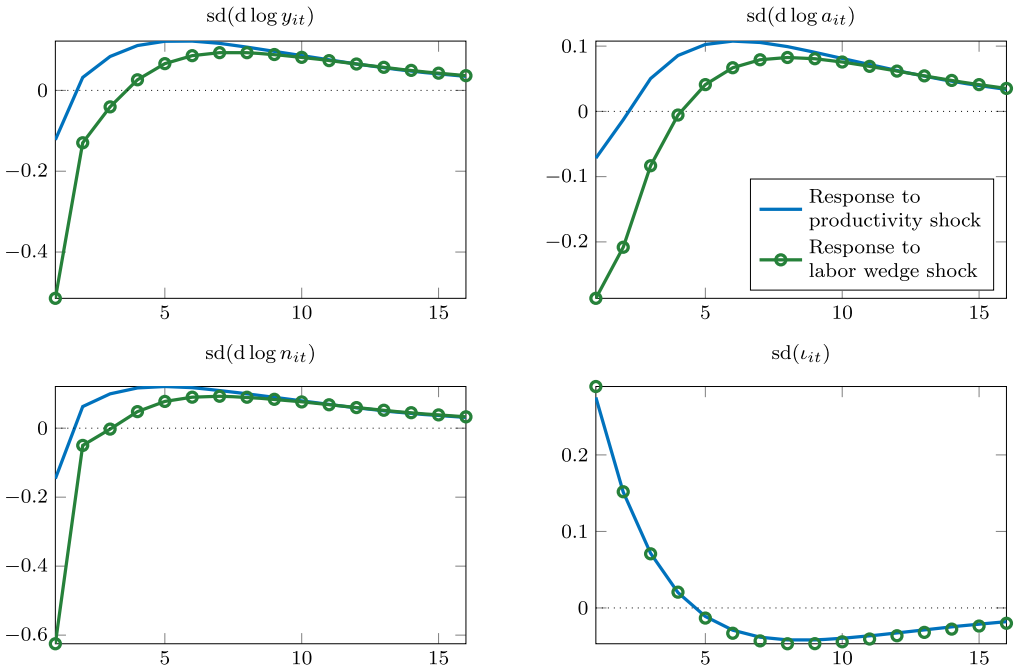 sd(d log y_it)
0
−0.2
−0.4
5 10 15
sd(d log a_it)
0.1
0
−0.1
−0.2
5 10 15
Response to
productivity shock
Response to
labor wedge shock
sd(d log n_it)
0
−0.2
−0.4
−0.6
5 10 15
sd(ι_it)
0.2
0.1
0
5 10 15